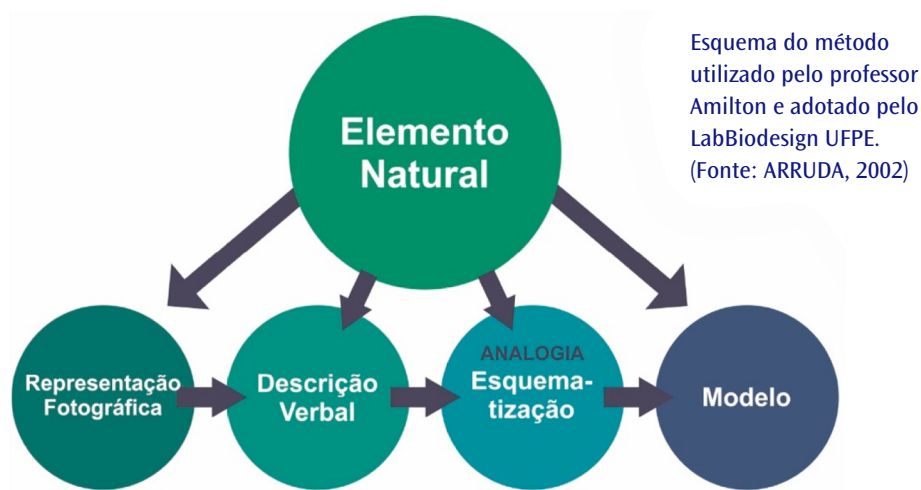 Esquema do método
utilizado pelo professor
Amilton e adotado pelo
LabBiodesign UFPE.
(Fonte: ARRUDA, 2002)
Elemento
Natural
Representação
Fotográfica
Descrição
Verbal
ANALOGIA
Esquema-
tização
Modelo